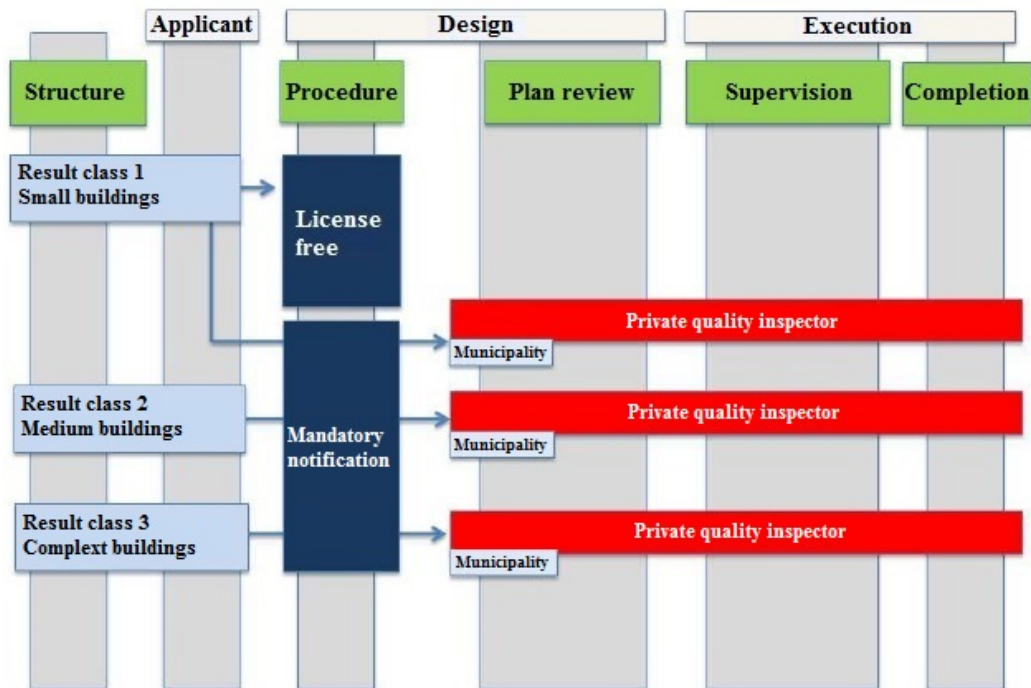 Applicant
Design
Execution
Structure
Procedure
Plan review
Supervision
Completion
Result class 1
Small buildings
License
free
Private quality inspector
Municipality
Result class 2
Medium buildings
Mandatory
notification
Private quality inspector
Municipality
Result class 3
Complext buildings
Private quality inspector
Municipality